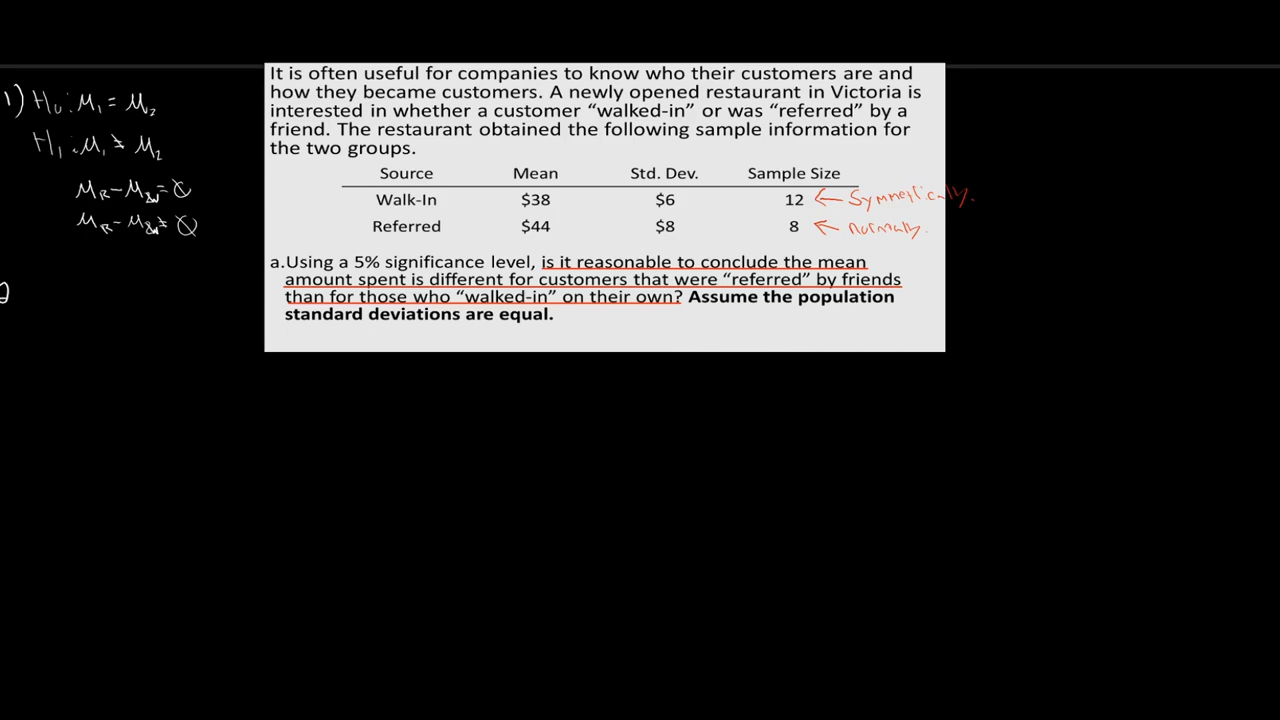 It is often useful for companies to know who their customers are and
how they became customers. A newly opened restaurant in Victoria is
interested in whether a customer “walked-in” or was “referred” by a
friend. The restaurant obtained the following sample information for
the two groups.
Source Mean Std. Dev. Sample Size
Walk-In $38 $6 12 ← Symmetrically.
Referred $44 $8 8 ← normally.
a.Using a 5% significance level, is it reasonable to conclude the mean
amount spent is different for customers that were “referred” by friends
than for those who “walked-in” on their own? Assume the population
standard deviations are equal.
1) H₀: μ₁ = μ₂
H₁: μ₁ ≠ μ₂
μR - μW = 0
μR - μW ≠ 0
2